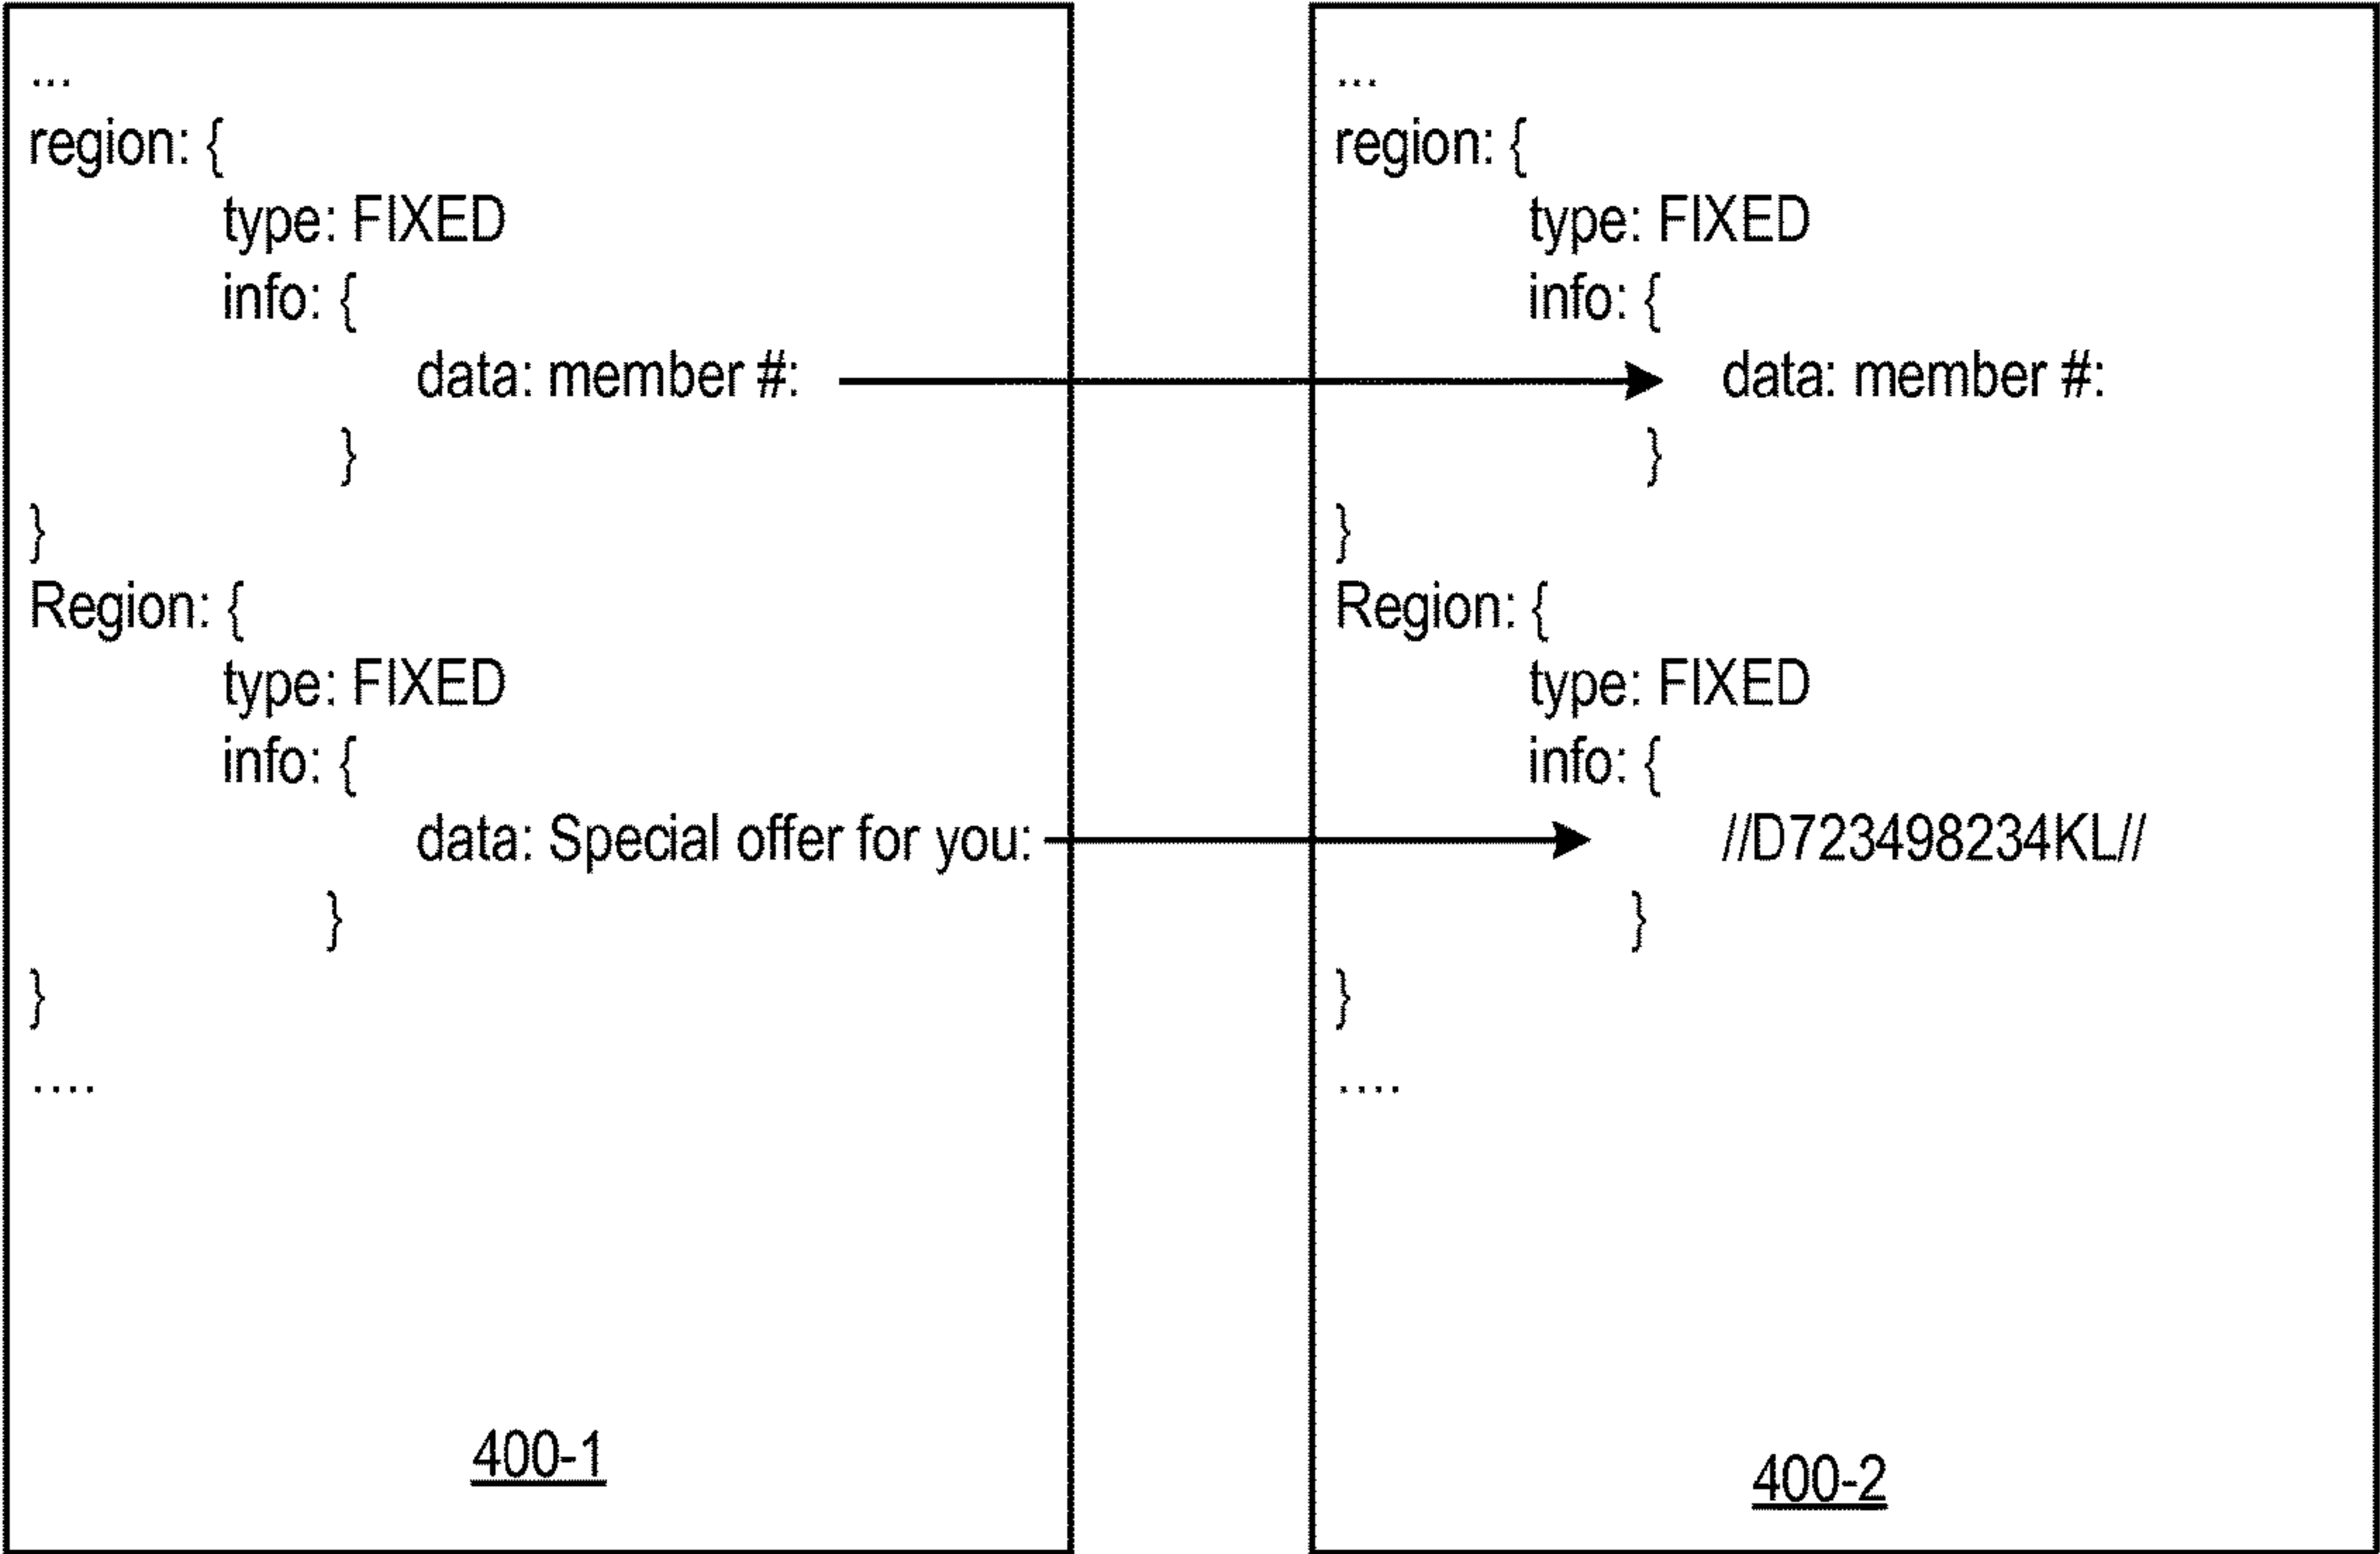 ...
region: {
type: FIXED
info: {
data: member #:
}
}
Region: {
type: FIXED
info: {
data: Special offer for you:
}
}
....
400-1
...
region: {
type: FIXED
info: {
data: member #:
}
}
Region: {
type: FIXED
info: {
//D723498234KL//
}
}
....
400-2